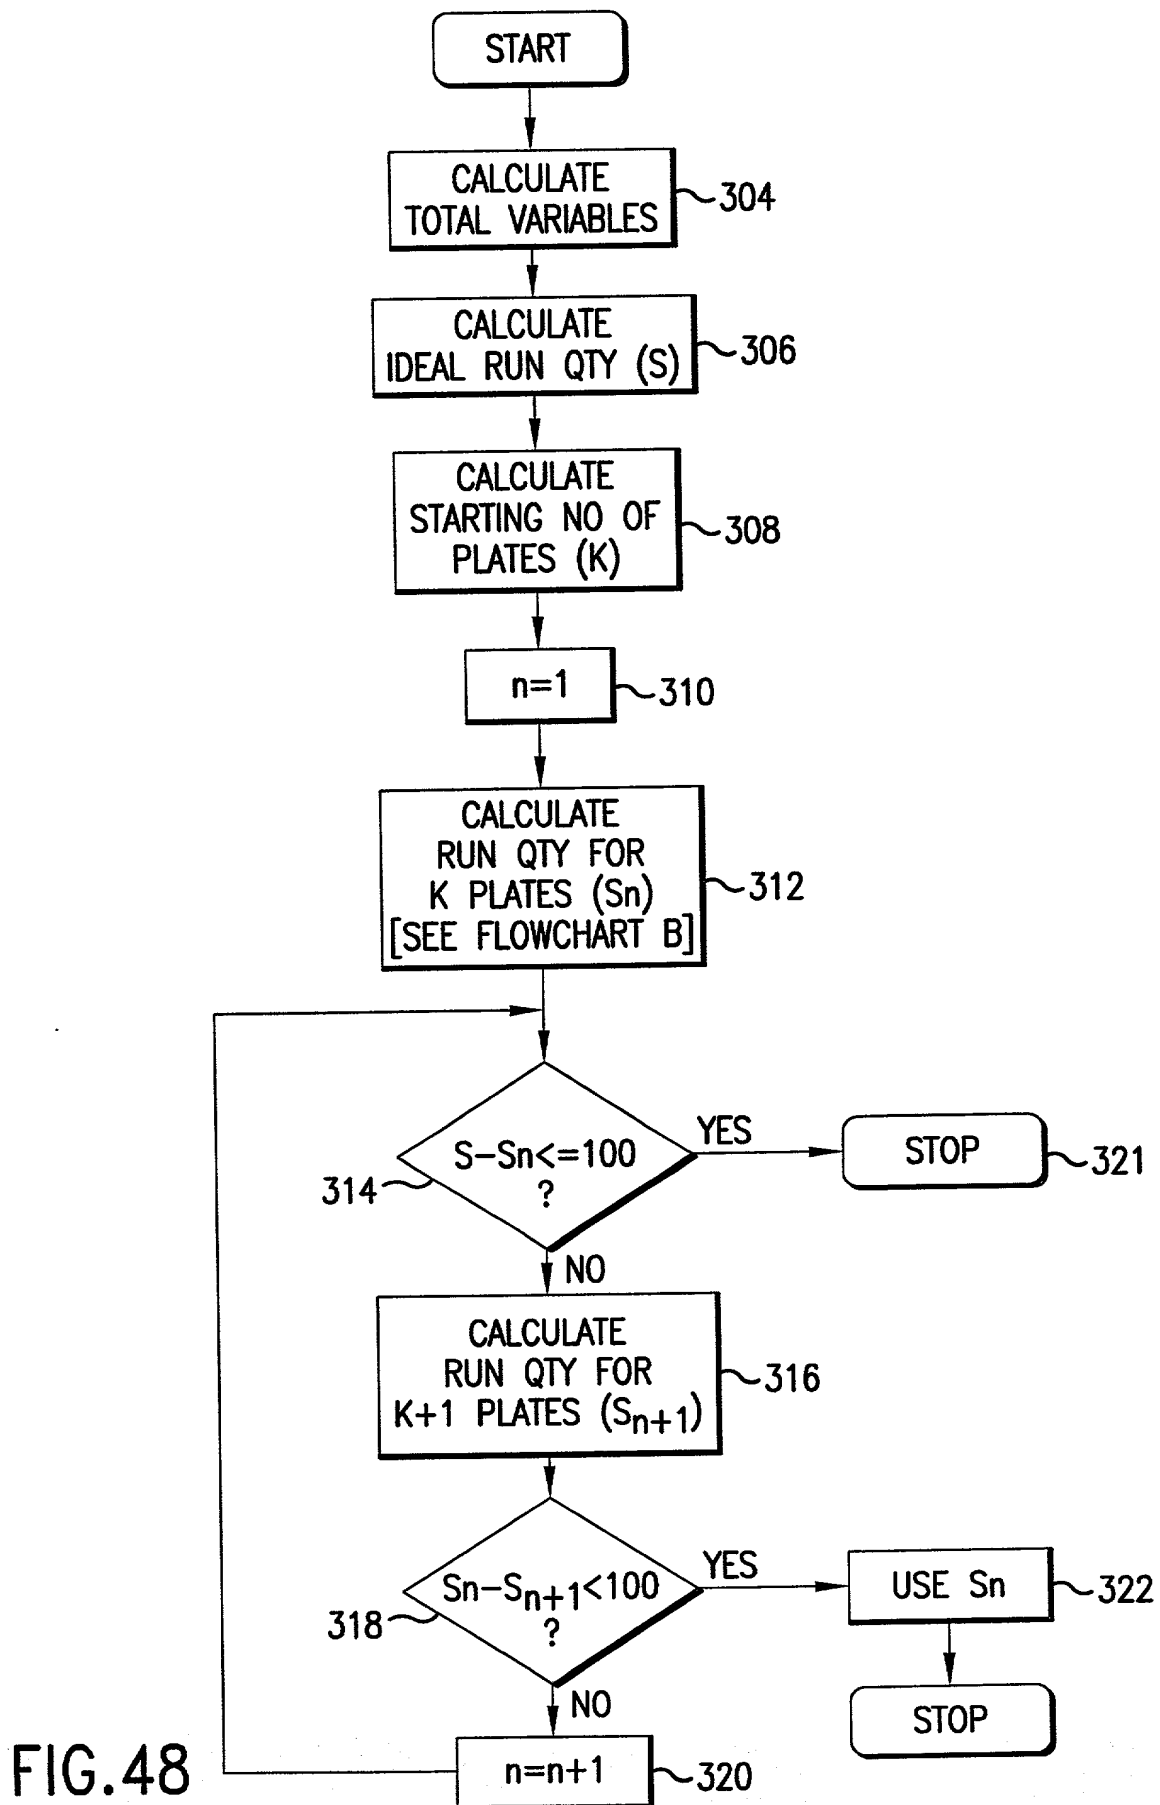 START
CALCULATE
TOTAL VARIABLES
304
CALCULATE
IDEAL RUN QTY (S)
306
CALCULATE
STARTING NO OF
PLATES (K)
308
n=1
310
CALCULATE
RUN QTY FOR
K PLATES (Sn)
[SEE FLOWCHART B]
312
S-Sn<=100
?
314
YES
STOP
321
NO
CALCULATE
RUN QTY FOR
K+1 PLATES (Sn+1)
316
Sn-Sn+1<100
?
318
YES
USE Sn
322
STOP
NO
n=n+1
320
FIG.48